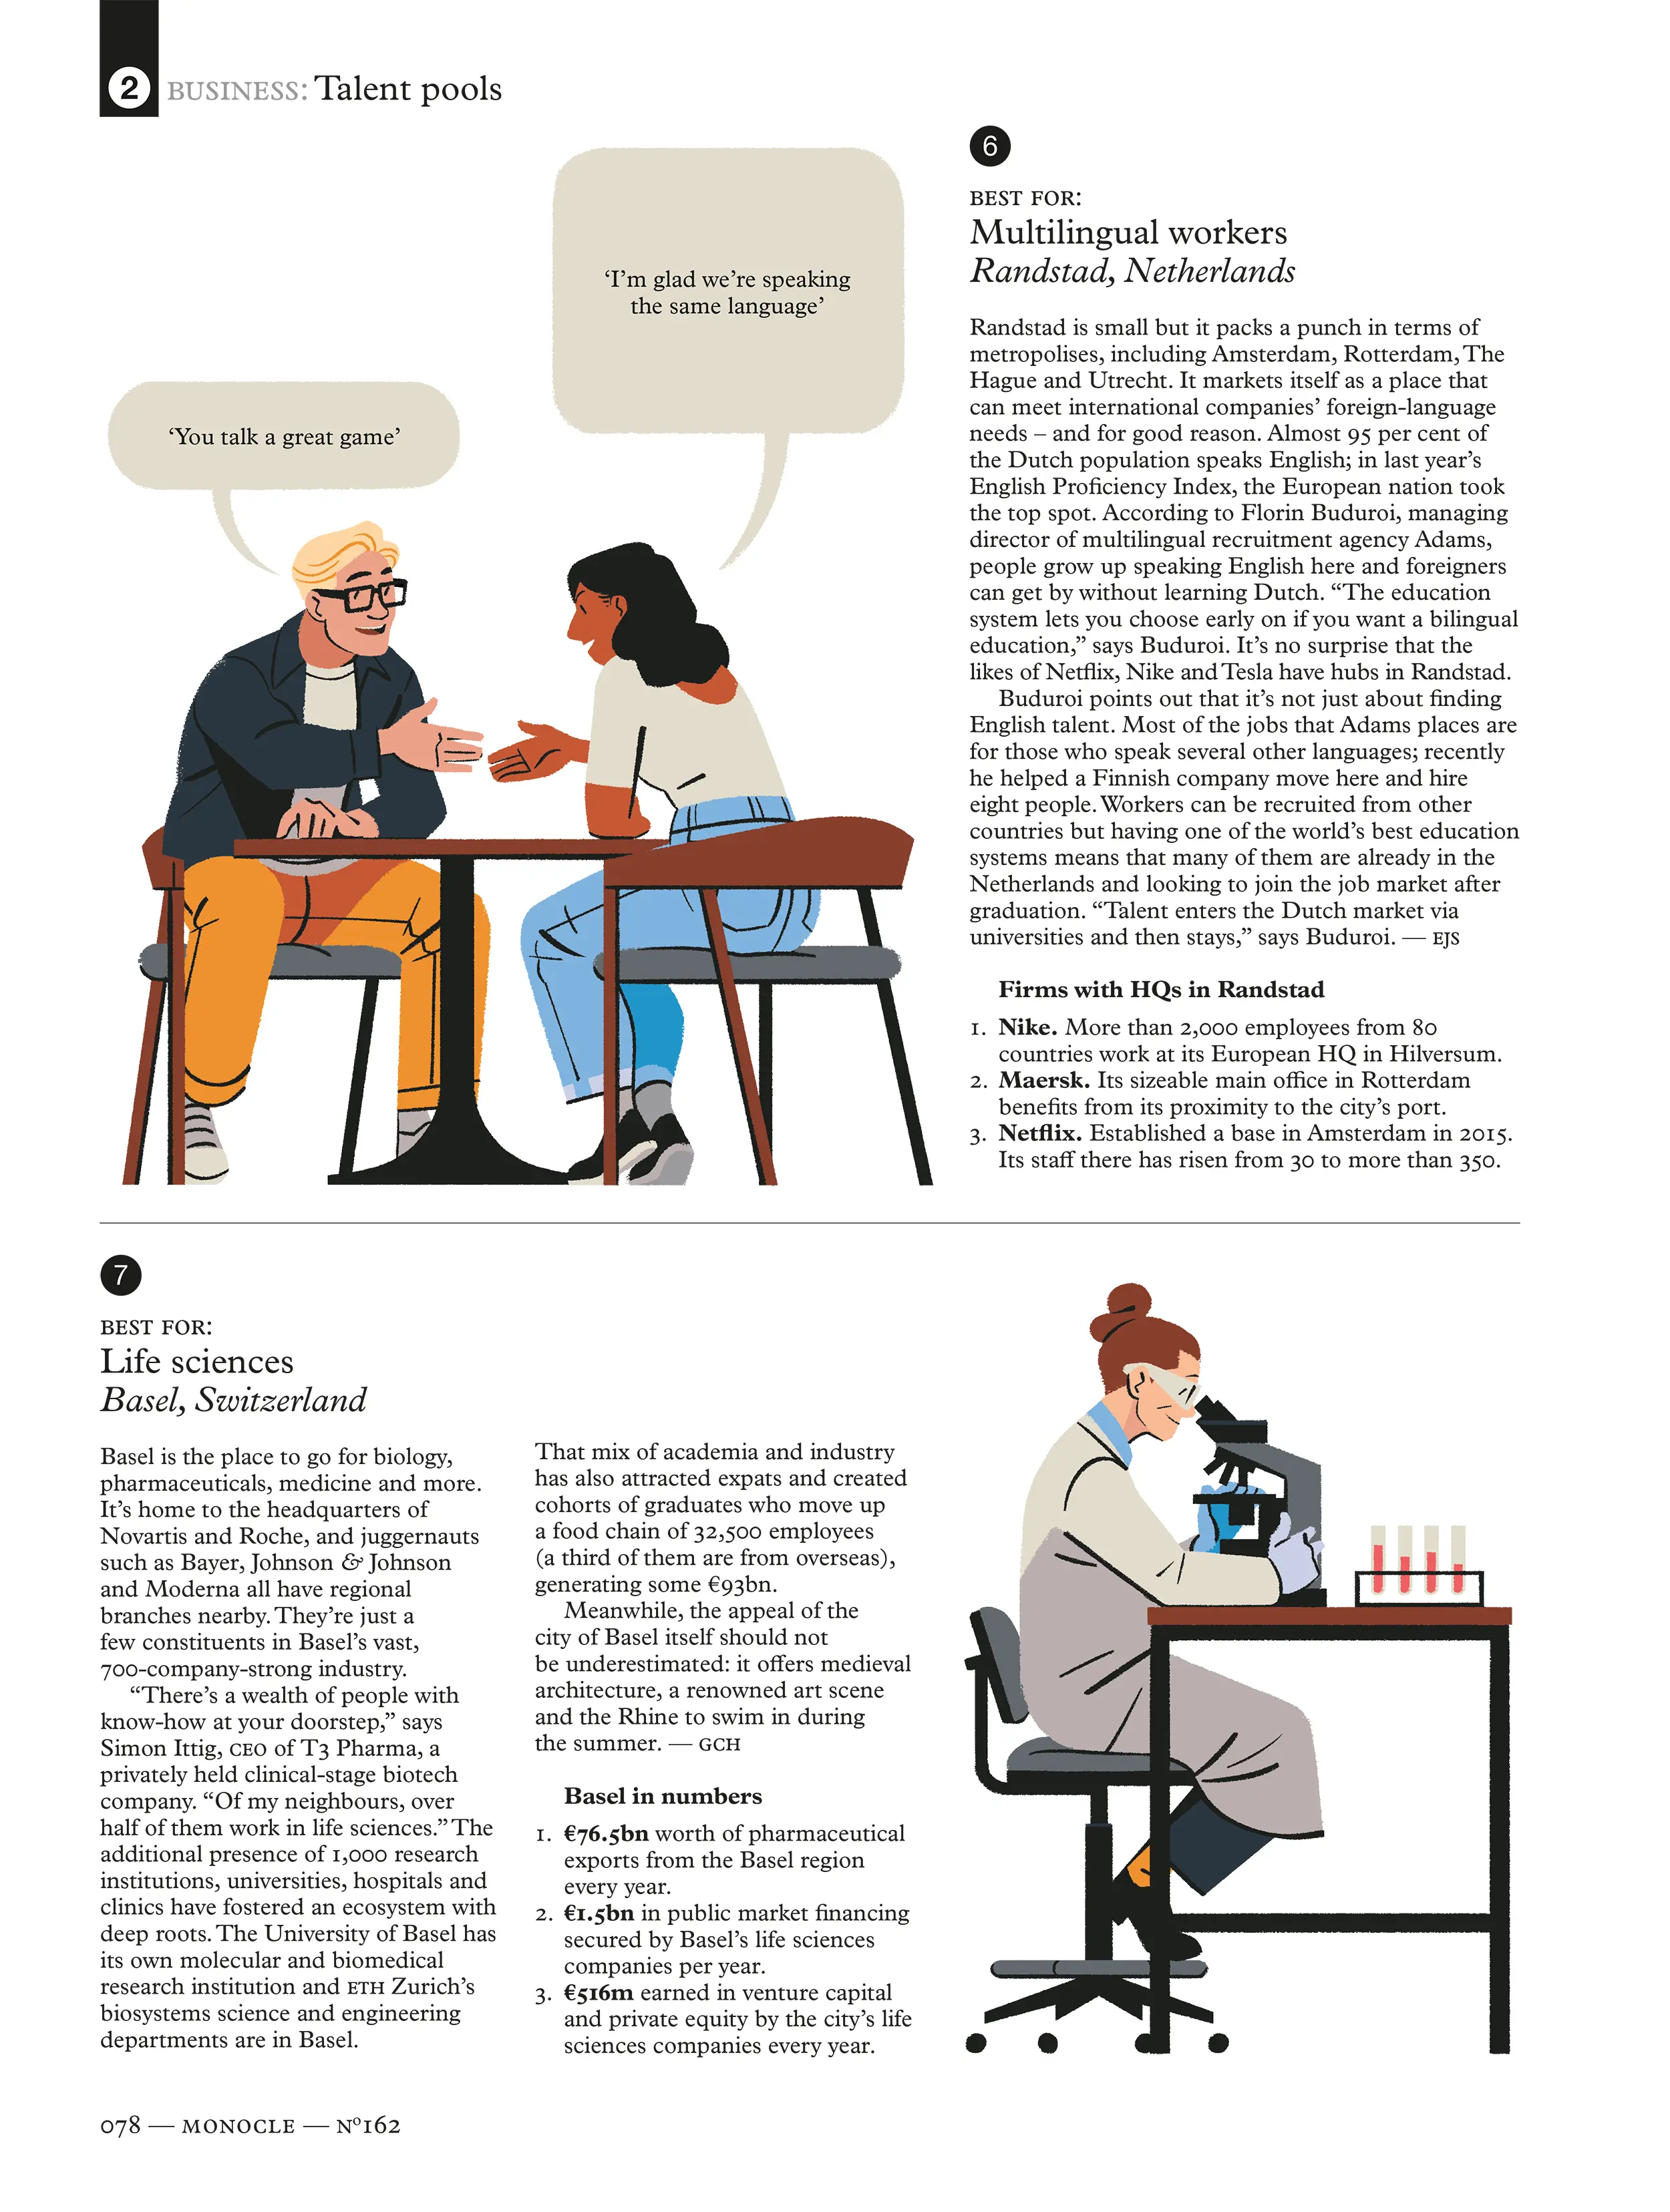 2 BUSINESS: Talent pools
‘You talk a great game’
‘I’m glad we’re speaking
the same language’
6
BEST FOR:
Multilingual workers
Randstad, Netherlands
Randstad is small but it packs a punch in terms of
metropolises, including Amsterdam, Rotterdam, The
Hague and Utrecht. It markets itself as a place that
can meet international companies’ foreign-language
needs – and for good reason. Almost 95 per cent of
the Dutch population speaks English; in last year’s
English Proficiency Index, the European nation took
the top spot. According to Florin Buduroi, managing
director of multilingual recruitment agency Adams,
people grow up speaking English here and foreigners
can get by without learning Dutch. “The education
system lets you choose early on if you want a bilingual
education,” says Buduroi. It’s no surprise that the
likes of Netflix, Nike and Tesla have hubs in Randstad.
Buduroi points out that it’s not just about finding
English talent. Most of the jobs that Adams places are
for those who speak several other languages; recently
he helped a Finnish company move here and hire
eight people. Workers can be recruited from other
countries but having one of the world’s best education
systems means that many of them are already in the
Netherlands and looking to join the job market after
graduation. “Talent enters the Dutch market via
universities and then stays,” says Buduroi. — EJS
Firms with HQs in Randstad
1. Nike. More than 2,000 employees from 80
countries work at its European HQ in Hilversum.
2. Maersk. Its sizeable main office in Rotterdam
benefits from its proximity to the city’s port.
3. Netflix. Established a base in Amsterdam in 2015.
Its staff there has risen from 30 to more than 350.
7
BEST FOR:
Life sciences
Basel, Switzerland
Basel is the place to go for biology,
pharmaceuticals, medicine and more.
It’s home to the headquarters of
Novartis and Roche, and juggernauts
such as Bayer, Johnson & Johnson
and Moderna all have regional
branches nearby. They’re just a
few constituents in Basel’s vast,
700-company-strong industry.
“There’s a wealth of people with
know-how at your doorstep,” says
Simon Ittig, CEO of T3 Pharma, a
privately held clinical-stage biotech
company. “Of my neighbours, over
half of them work in life sciences.” The
additional presence of 1,000 research
institutions, universities, hospitals and
clinics have fostered an ecosystem with
deep roots. The University of Basel has
its own molecular and biomedical
research institution and ETH Zurich’s
biosystems science and engineering
departments are in Basel.
That mix of academia and industry
has also attracted expats and created
cohorts of graduates who move up
a food chain of 32,500 employees
(a third of them are from overseas),
generating some €93bn.
Meanwhile, the appeal of the
city of Basel itself should not
be underestimated: it offers medieval
architecture, a renowned art scene
and the Rhine to swim in during
the summer. — GCH
Basel in numbers
1. €76.5bn worth of pharmaceutical
exports from the Basel region
every year.
2. €1.5bn in public market financing
secured by Basel’s life sciences
companies per year.
3. €516m earned in venture capital
and private equity by the city’s life
sciences companies every year.
078 — MONOCLE — Nº162